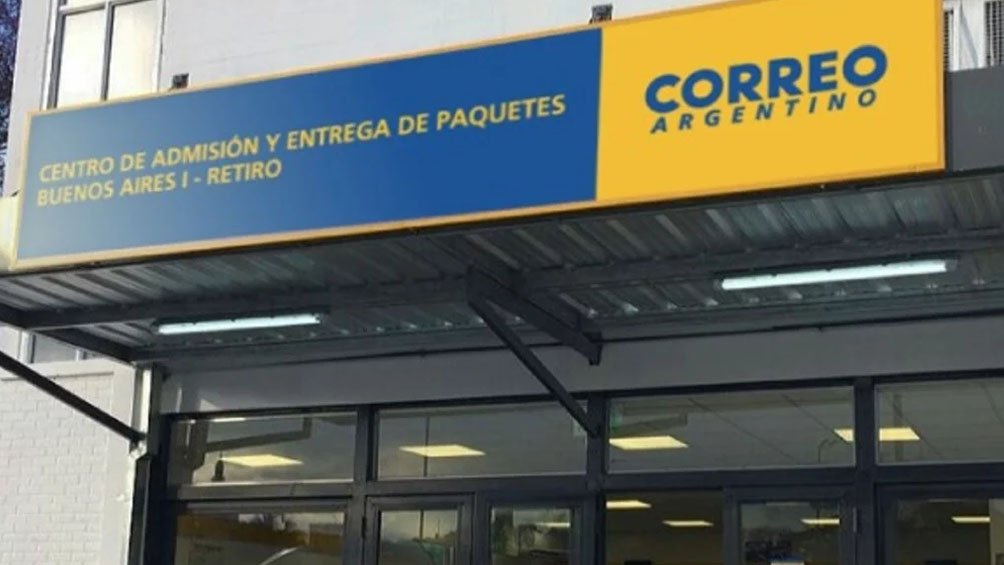 CENTRO DE ADMISIÓN Y ENTREGA DE PAQUETES
BUENOS AIRES I - RETIRO
CORREO
ARGENTINO